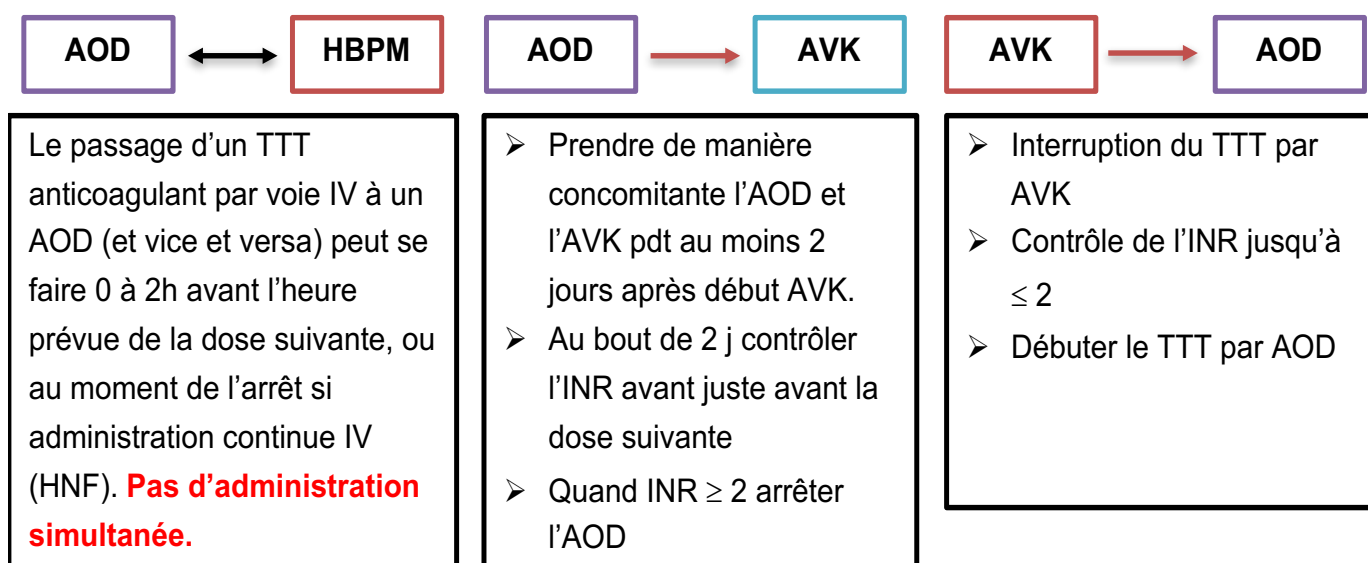 AOD
HBPM
Le passage d’un TTT
anticoagulant par voie IV à un
AOD (et vice et versa) peut se
faire 0 à 2h avant l’heure
prévue de la dose suivante, ou
au moment de l’arrêt si
administration continue IV
(HNF). Pas d’administration
simultanée.
AOD
AVK
➢ Prendre de manière
concomitante l’AOD et
l’AVK pdt au moins 2
jours après début AVK.
➢ Au bout de 2 j contrôler
l’INR avant juste avant la
dose suivante
➢ Quand INR ≥ 2 arrêter
l’AOD
AVK
AOD
➢ Interruption du TTT par
AVK
➢ Contrôle de l’INR jusqu’à
≤ 2
➢ Débuter le TTT par AOD